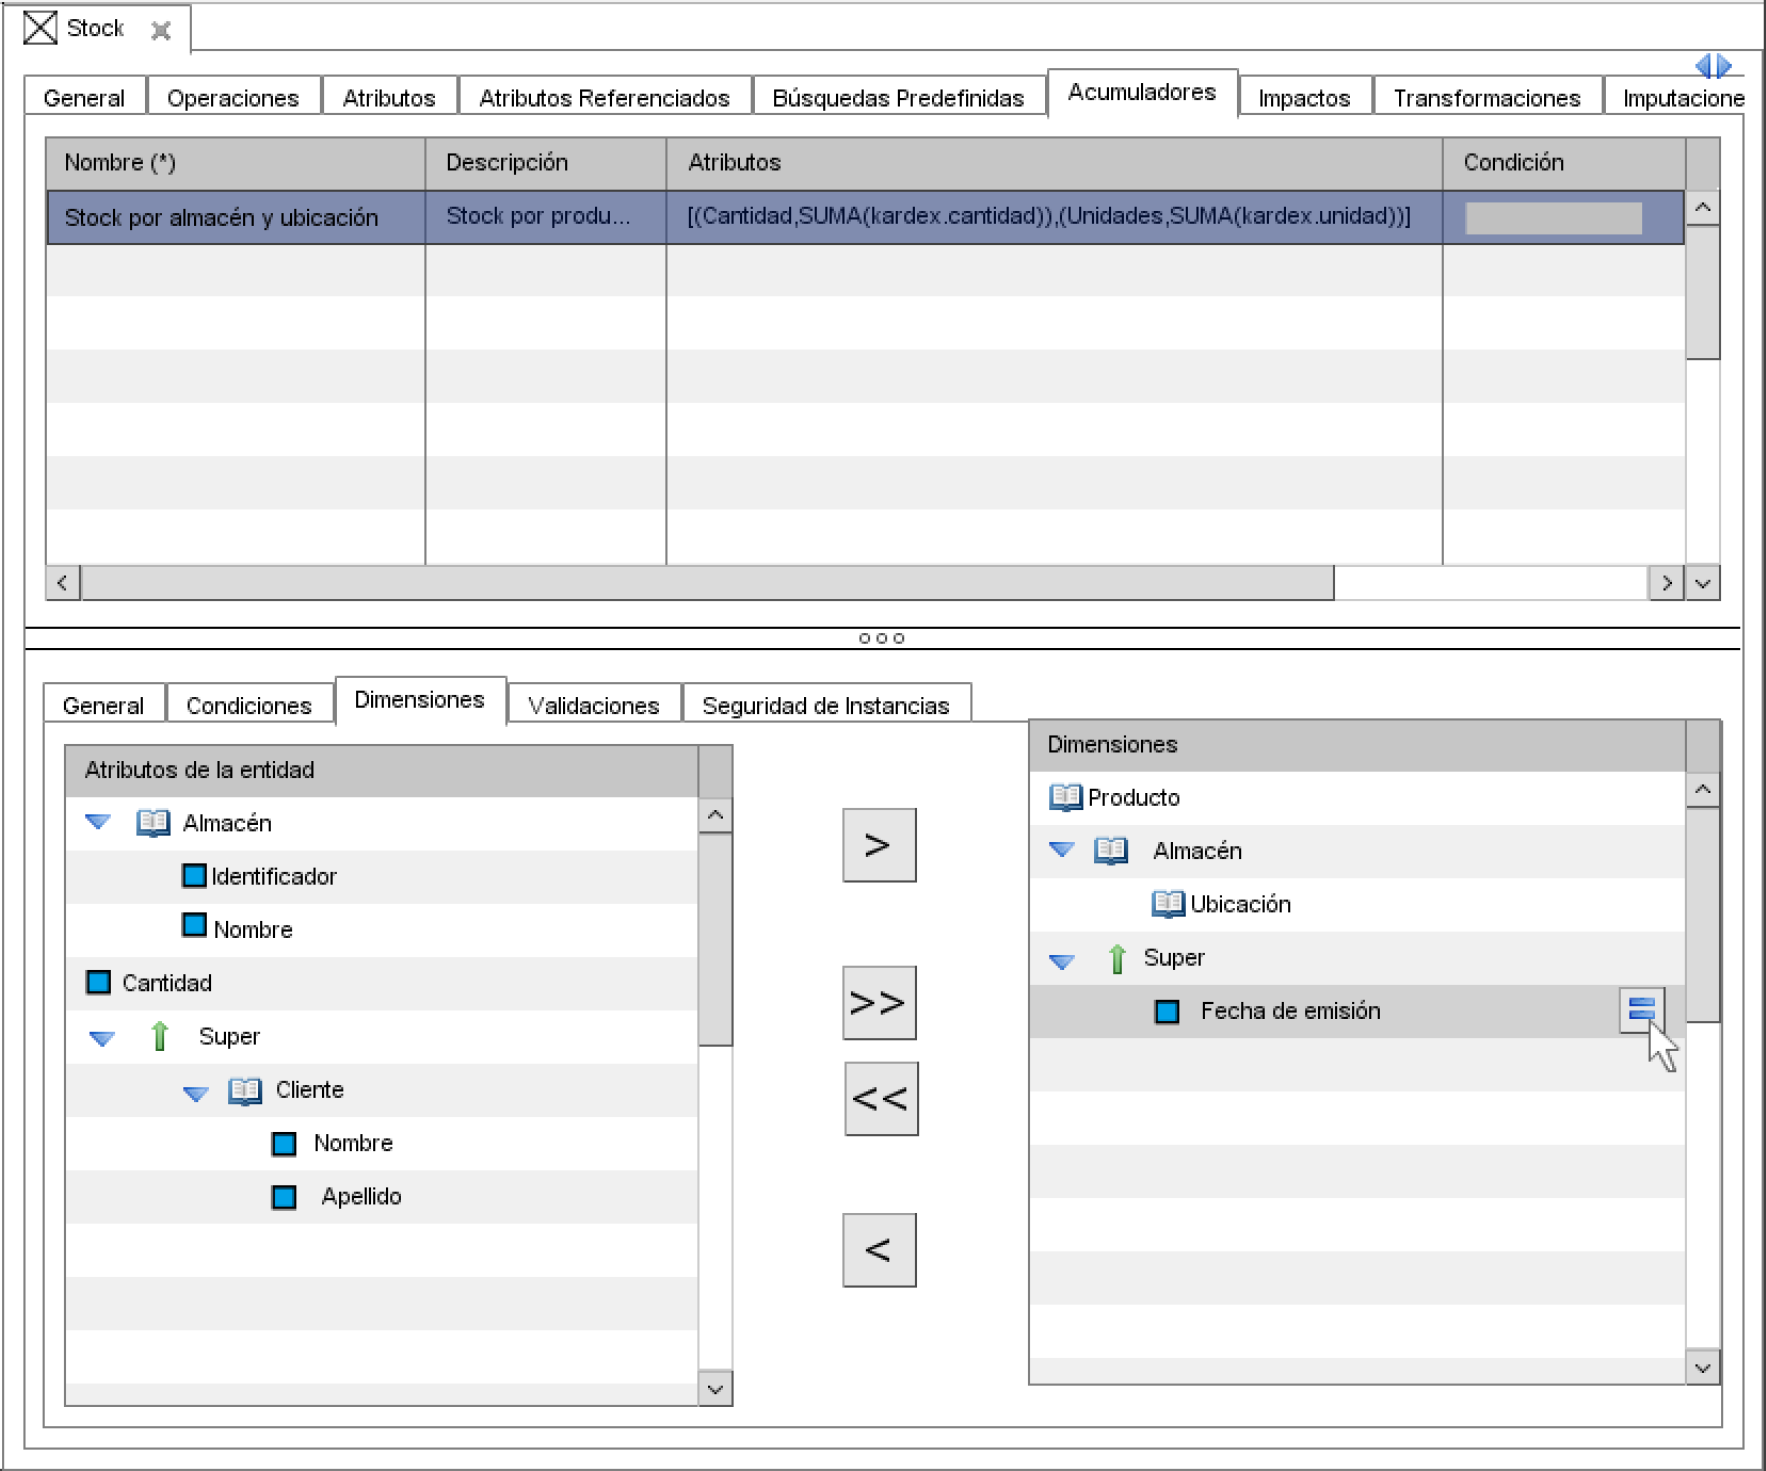 Stock
General Operaciones Atributos Atributos Referenciados Búsquedas Predefinidas Acumuladores Impactos Transformaciones Imputacione
Nombre (*) Descripción Atributos Condición
Stock por almacén y ubicación Stock por produ... [(Cantidad,SUMA(kardex.cantidad)),(Unidades,SUMA(kardex.unidad))]
General Condiciones Dimensiones Validaciones Seguridad de Instancias
Atributos de la entidad
Almacén
Identificador
Nombre
Cantidad
Super
Cliente
Nombre
Apellido
>
>>
<<
<
Dimensiones
Producto
Almacén
Ubicación
Super
Fecha de emisión